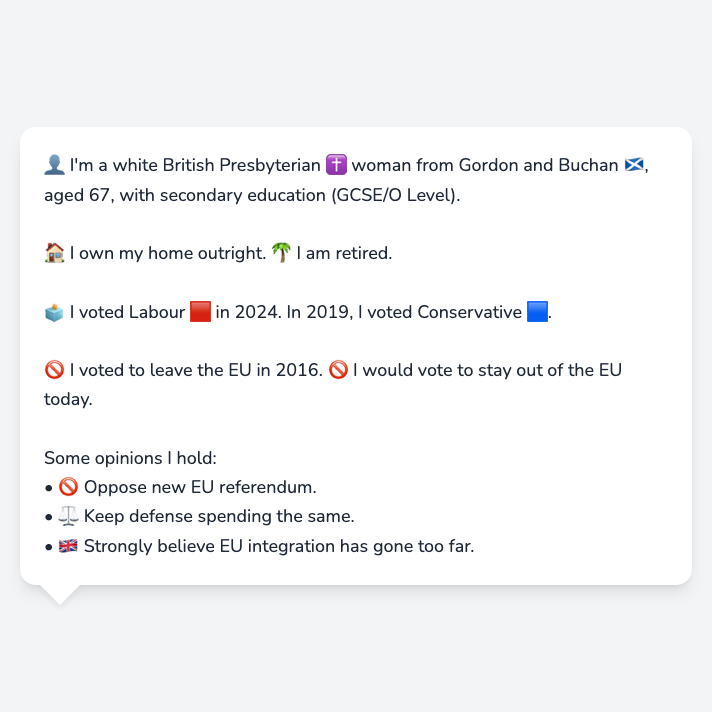 👤 I'm a white British Presbyterian ✝️ woman from Gordon and Buchan 🏴󠁧󠁢󠁳󠁣󠁴󠁿,
aged 67, with secondary education (GCSE/O Level).
🏠 I own my home outright. 🌴 I am retired.
🗳️ I voted Labour 🟥 in 2024. In 2019, I voted Conservative 🟦.
🚫 I voted to leave the EU in 2016. 🚫 I would vote to stay out of the EU
today.
Some opinions I hold:
• 🚫 Oppose new EU referendum.
• ⚖️ Keep defense spending the same.
• 🇬🇧 Strongly believe EU integration has gone too far.